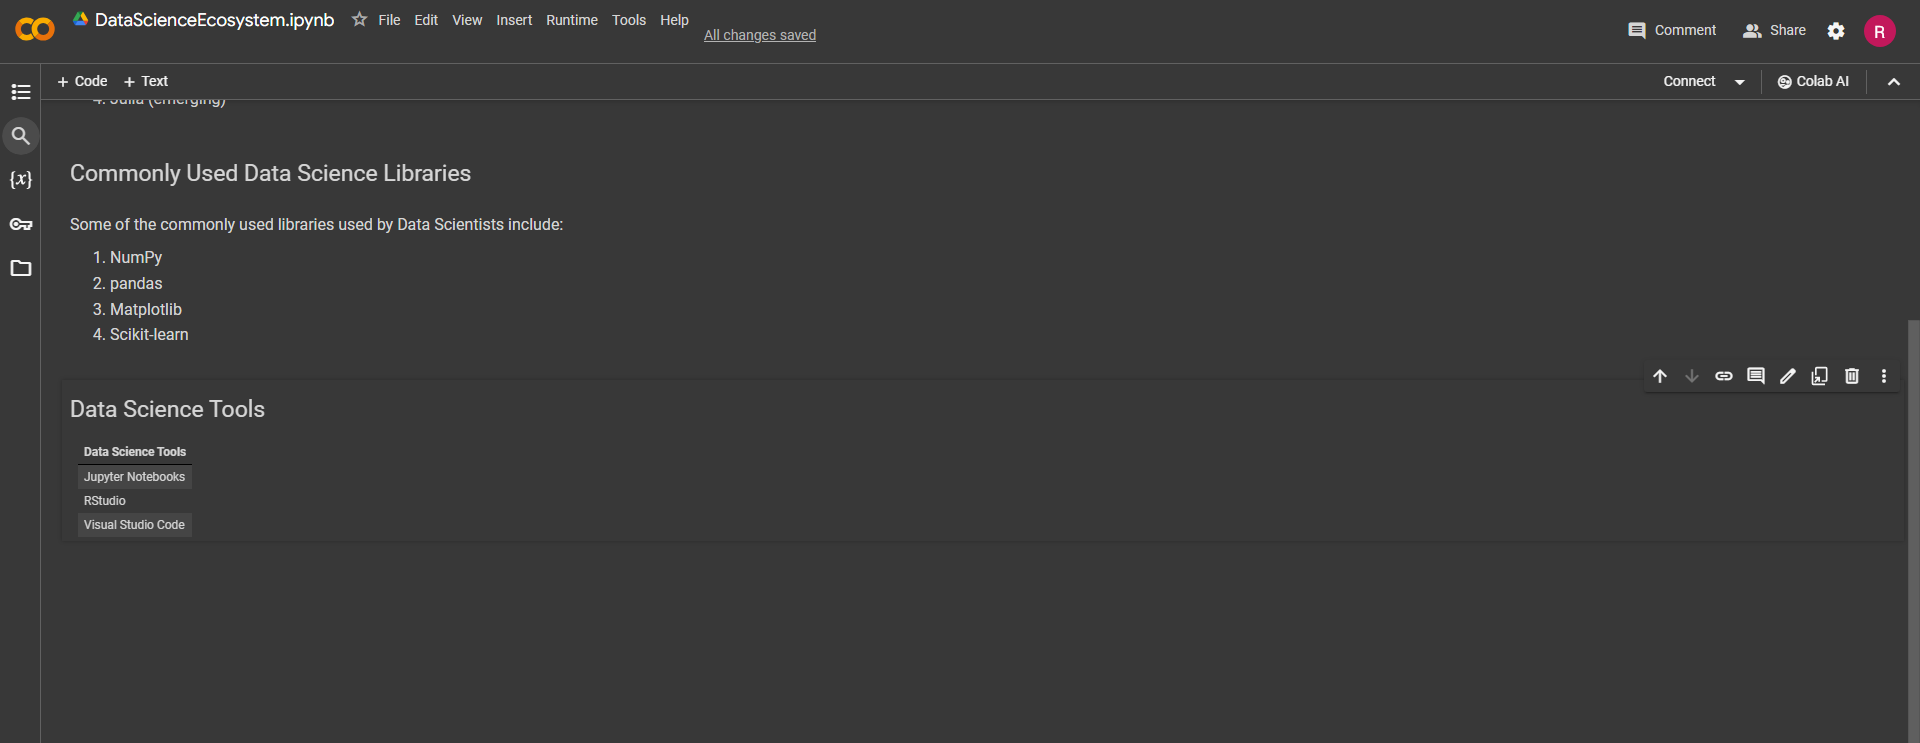 DataScienceEcosystem.ipynb
File Edit View Insert Runtime Tools Help
All changes saved
Comment
Share
R
+ Code + Text
Connect
Colab AI
4. Julia (emerging)
Commonly Used Data Science Libraries
Some of the commonly used libraries used by Data Scientists include:
1. NumPy
2. pandas
3. Matplotlib
4. Scikit-learn
Data Science Tools
Data Science Tools
Jupyter Notebooks
RStudio
Visual Studio Code
{x}